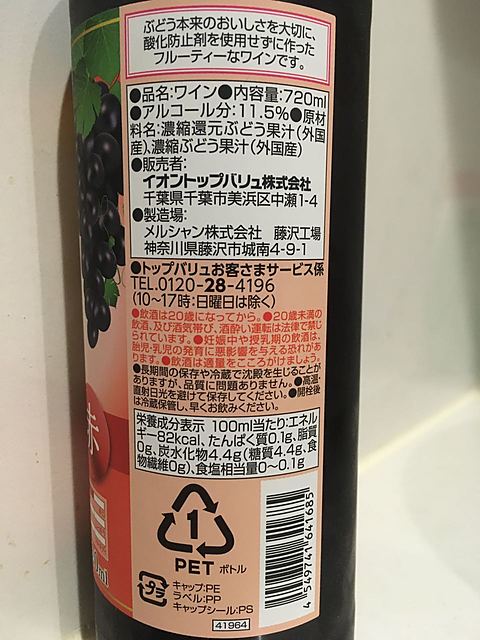 ぶどう本来のおいしさを大切に、
酸化防止剤を使用せずに作った
フルーティーなワインです。
●品名:ワイン●内容量:720ml
●アルコール分:11.5%●原材
料名:濃縮還元ぶどう果汁(外国
産)、濃縮ぶどう果汁(外国産)
●販売者:
イオントップバリュ株式会社
千葉県千葉市美浜区中瀬1-4
●製造場:
メルシャン株式会社 藤沢工場
神奈川県藤沢市城南4-9-1
●トップバリュお客さまサービス係
TEL.0120-28-4196
(10〜17時:日曜日は除く)
●飲酒は20歳になってから。●20歳未満の
飲酒、及び酒気帯び、酒酔い運転は法律で禁じ
られています。●妊娠中や授乳期の飲酒は、
胎児・乳児の発育に悪影響を与える恐れがあ
ります。●飲酒は適量をこころがけましょう。
●長期間の保存や冷蔵で沈殿を生じることが
ありますが、品質に問題ありません。●高温・
直射日光を避けて保存してください。●開栓後
は冷蔵保管し、早くお飲みください。
栄養成分表示 100ml当たり:エネル
ギー82kcal、たんぱく質0.1g、脂質
0g、炭水化物4.4g(糖質4.4g、食
物繊維0g)、食塩相当量0〜0.1g
1
PET ボトル
プラ
キャップ:PE
ラベル:PP
キャップシール:PS
41964
4 549741 641685
赤